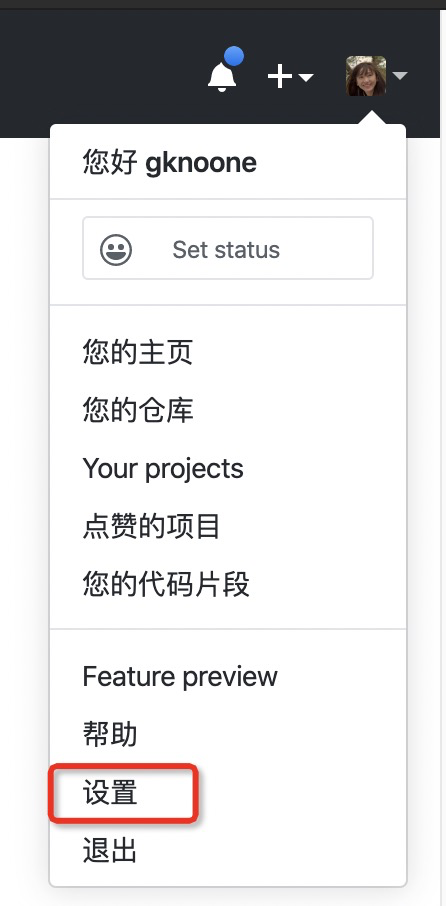 您好 gknoone
Set status
您的主页
您的仓库
Your projects
点赞的项目
您的代码片段
Feature preview
帮助
设置
退出